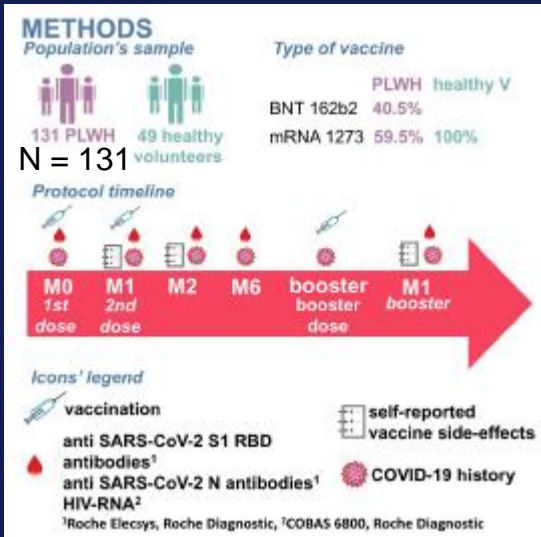 METHODS
Population's sample
Type of vaccine
PLWH healthy V
BNT 162b2 40.5%
mRNA 1273 59.5% 100%
131 PLWH
49 healthy
volunteers
N = 131
Protocol timeline
M0
1st
dose
M1
2nd
dose
M2
M6
booster
booster
dose
M1
booster
Icons' legend
vaccination
anti SARS-CoV-2 S1 RBD
antibodies¹
anti SARS-CoV-2 N antibodies¹
HIV-RNA²
self-reported
vaccine side-effects
COVID-19 history
¹Roche Elecsys, Roche Diagnostic, ²COBAS 6800, Roche Diagnostic